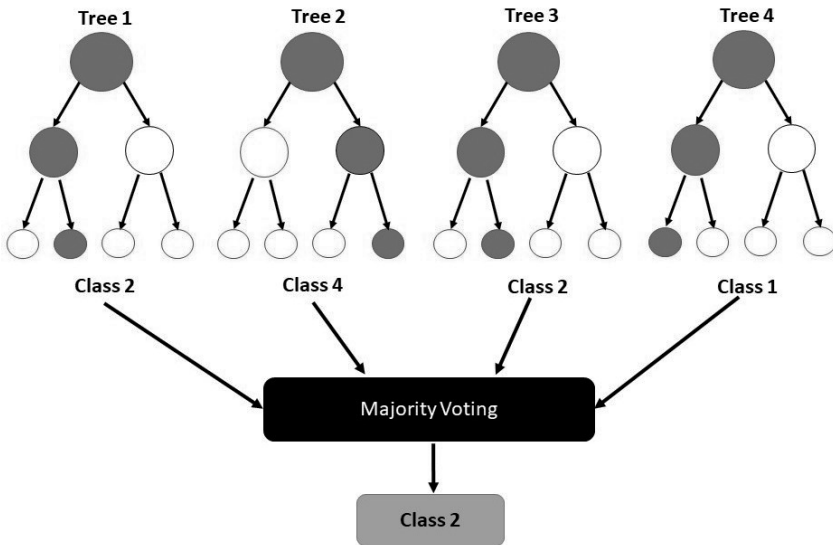 Tree 1
Tree 2
Tree 3
Tree 4
Class 2
Class 4
Class 2
Class 1
Majority Voting
Class 2